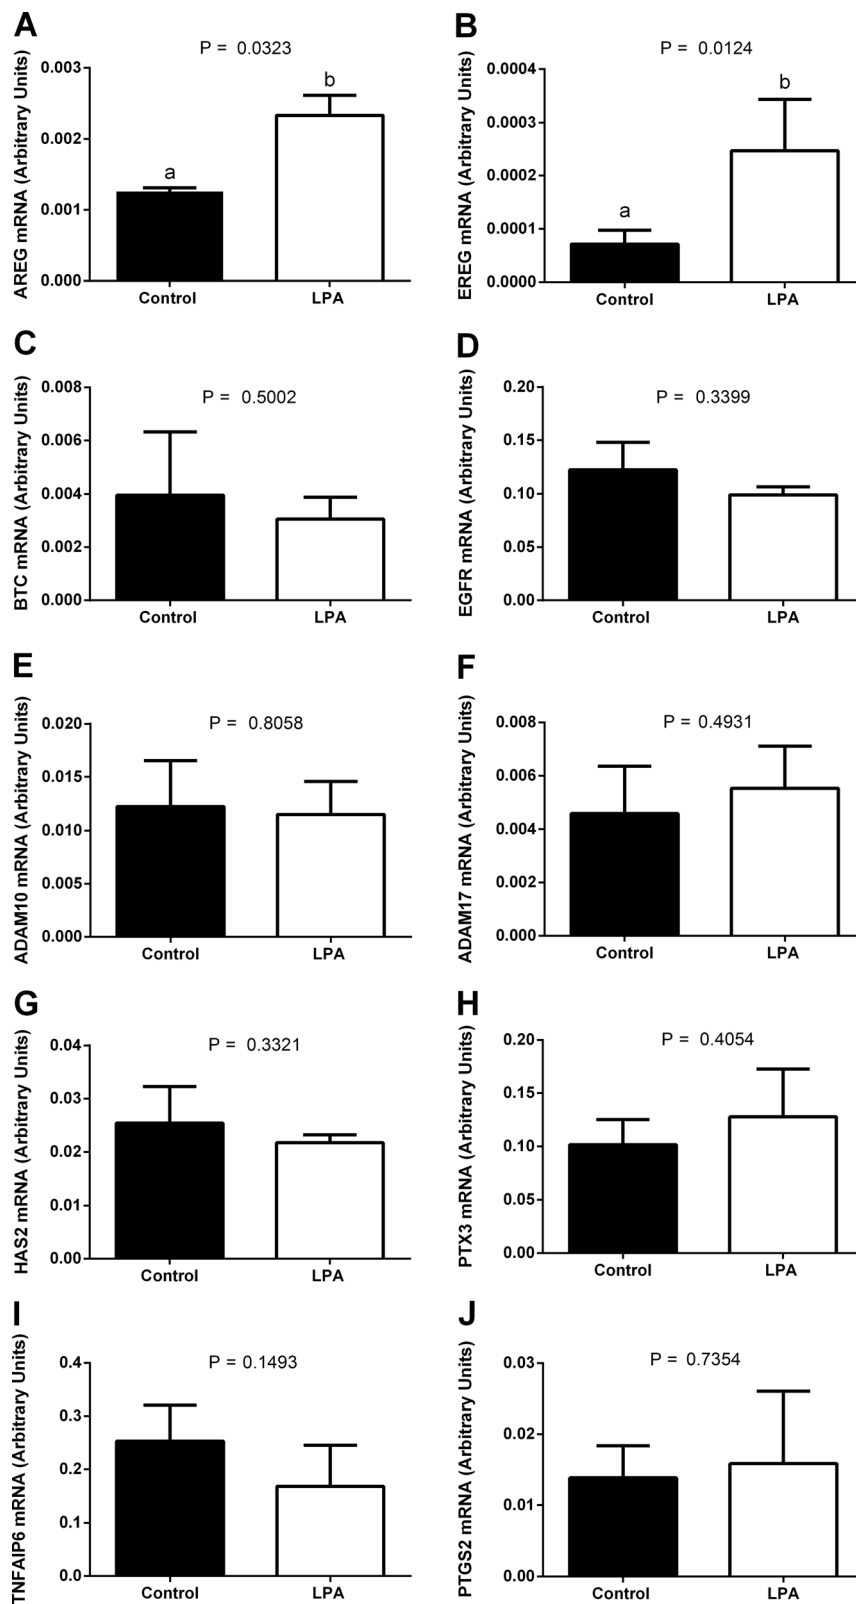 A
P = 0.0323
AREG mRNA (Arbitrary Units)
0.003
0.002
0.001
0.000
a
b
Control
LPA
B
P = 0.0124
EREG mRNA (Arbitrary Units)
0.0004
0.0003
0.0002
0.0001
0.0000
a
b
Control
LPA
C
P = 0.5002
BTC mRNA (Arbitrary Units)
0.008
0.006
0.004
0.002
0.000
Control
LPA
D
P = 0.3399
EGFR mRNA (Arbitrary Units)
0.20
0.15
0.10
0.05
0.00
Control
LPA
E
P = 0.8058
ADAM10 mRNA (Arbitrary Units)
0.020
0.015
0.010
0.005
0.000
Control
LPA
F
P = 0.4931
ADAM17 mRNA (Arbitrary Units)
0.008
0.006
0.004
0.002
0.000
Control
LPA
G
P = 0.3321
HAS2 mRNA (Arbitrary Units)
0.04
0.03
0.02
0.01
0.00
Control
LPA
H
P = 0.4054
PTX3 mRNA (Arbitrary Units)
0.20
0.15
0.10
0.05
0.00
Control
LPA
I
P = 0.1493
TNFAIP6 mRNA (Arbitrary Units)
0.4
0.3
0.2
0.1
0.0
Control
LPA
J
P = 0.7354
PTGS2 mRNA (Arbitrary Units)
0.03
0.02
0.01
0.00
Control
LPA